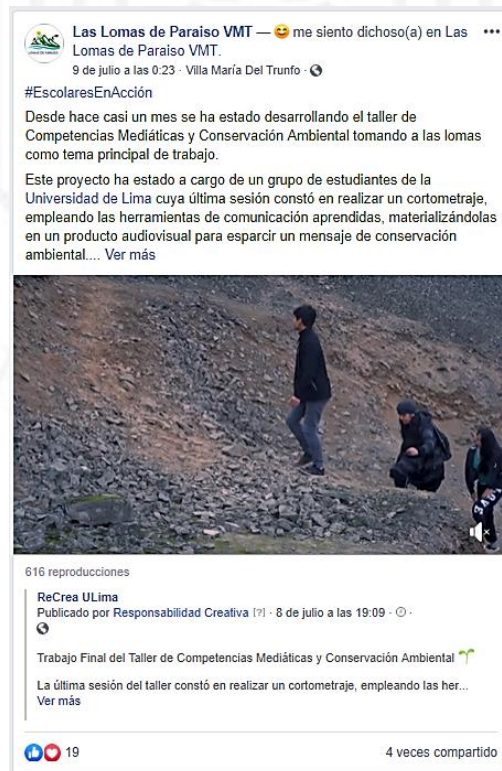 Las Lomas de Paraiso VMT — 😊 me siento dichoso(a) en Las
Lomas de Paraiso VMT.
9 de julio a las 0:23 · Villa María Del Trunfo ·
#EscolaresEnAcción
Desde hace casi un mes se ha estado desarrollando el taller de
Competencias Mediáticas y Conservación Ambiental tomando a las lomas
como tema principal de trabajo.
Este proyecto ha estado a cargo de un grupo de estudiantes de la
Universidad de Lima cuya última sesión constó en realizar un cortometraje,
empleando las herramientas de comunicación aprendidas, materializándolas
en un producto audiovisual para esparcir un mensaje de conservación
ambiental.... Ver más
616 reproducciones
ReCrea ULima
Publicado por Responsabilidad Creativa [?] · 8 de julio a las 19:09 ·
Trabajo Final del Taller de Competencias Mediáticas y Conservación Ambiental 🌱
La última sesión del taller constó en realizar un cortometraje, empleando las her...
Ver más
19
4 veces compartido